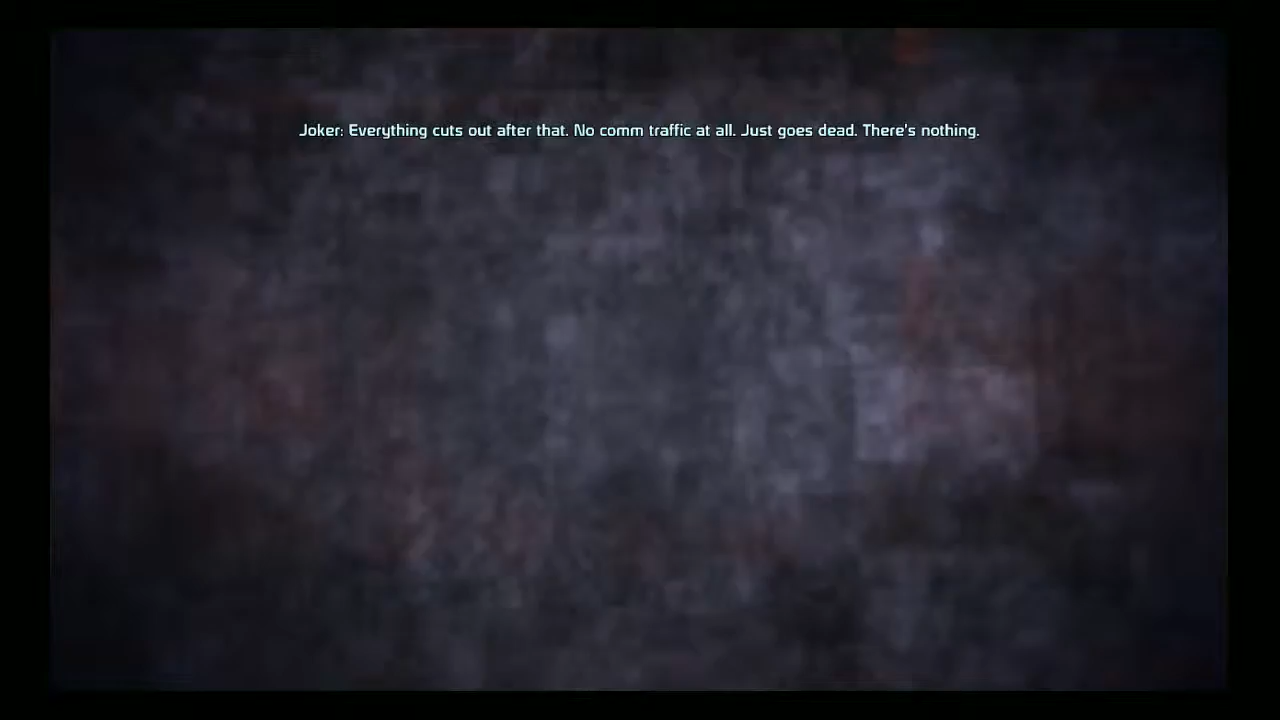 Joker: Everything cuts out after that. No comm traffic at all. Just goes dead. There's nothing.